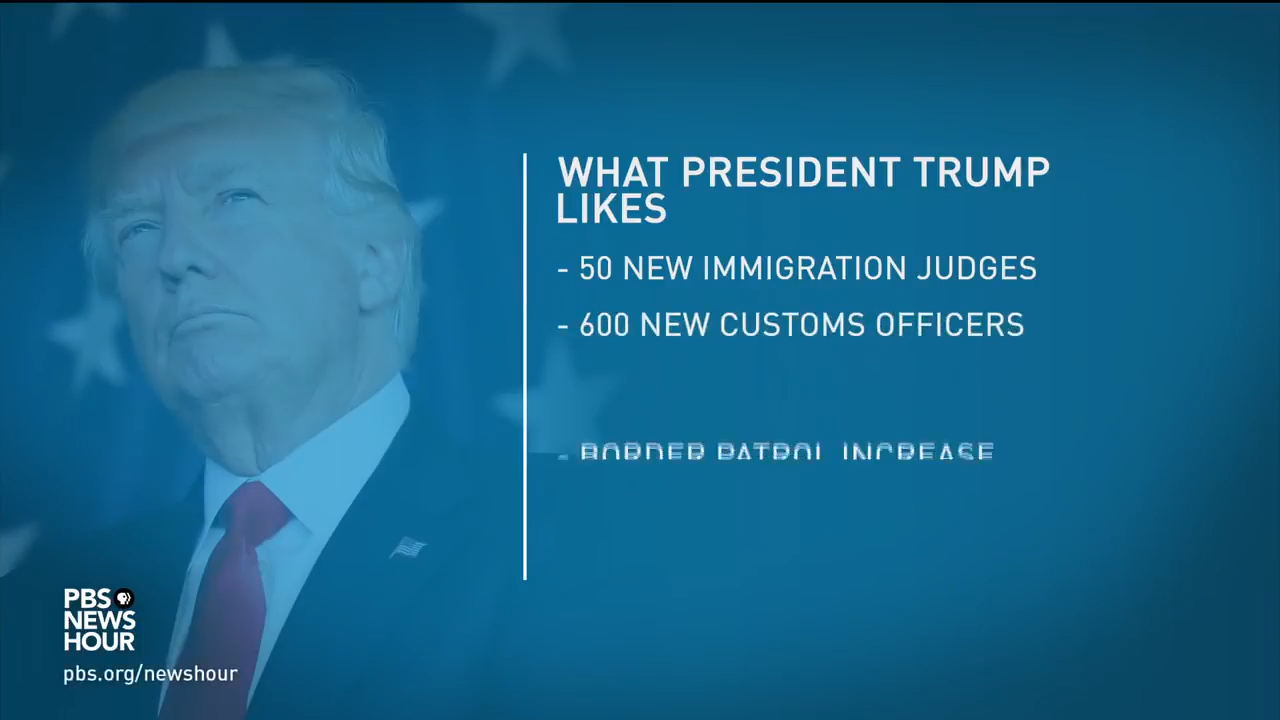 WHAT PRESIDENT TRUMP
LIKES
- 50 NEW IMMIGRATION JUDGES
- 600 NEW CUSTOMS OFFICERS
- BORDER PATROL INCREASE
PBS
NEWS
HOUR
pbs.org/newshour